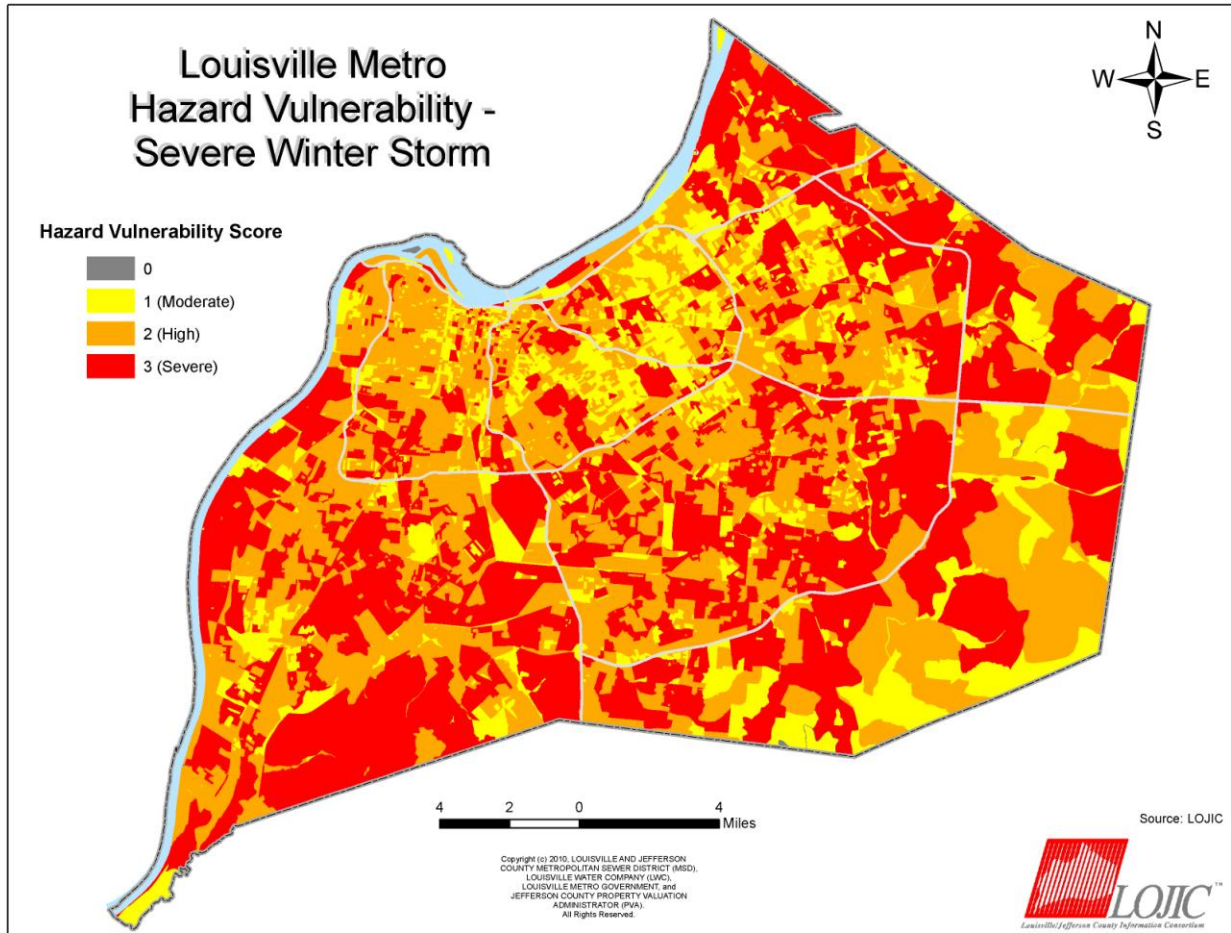 Louisville Metro
Hazard Vulnerability -
Severe Winter Storm
N
W
E
S
Hazard Vulnerability Score
0
1 (Moderate)
2 (High)
3 (Severe)
4 2 0 4
Miles
Copyright (c) 2010, LOUISVILLE AND JEFFERSON
COUNTY METROPOLITAN SEWER DISTRICT (MSD),
LOUISVILLE WATER COMPANY (LWC),
LOUISVILLE METRO GOVERNMENT, and
JEFFERSON COUNTY PROPERTY VALUATION
ADMINISTRATOR (PVA).
All Rights Reserved.
Source: LOJIC
LOJIC™
Louisville/Jefferson County Information Consortium